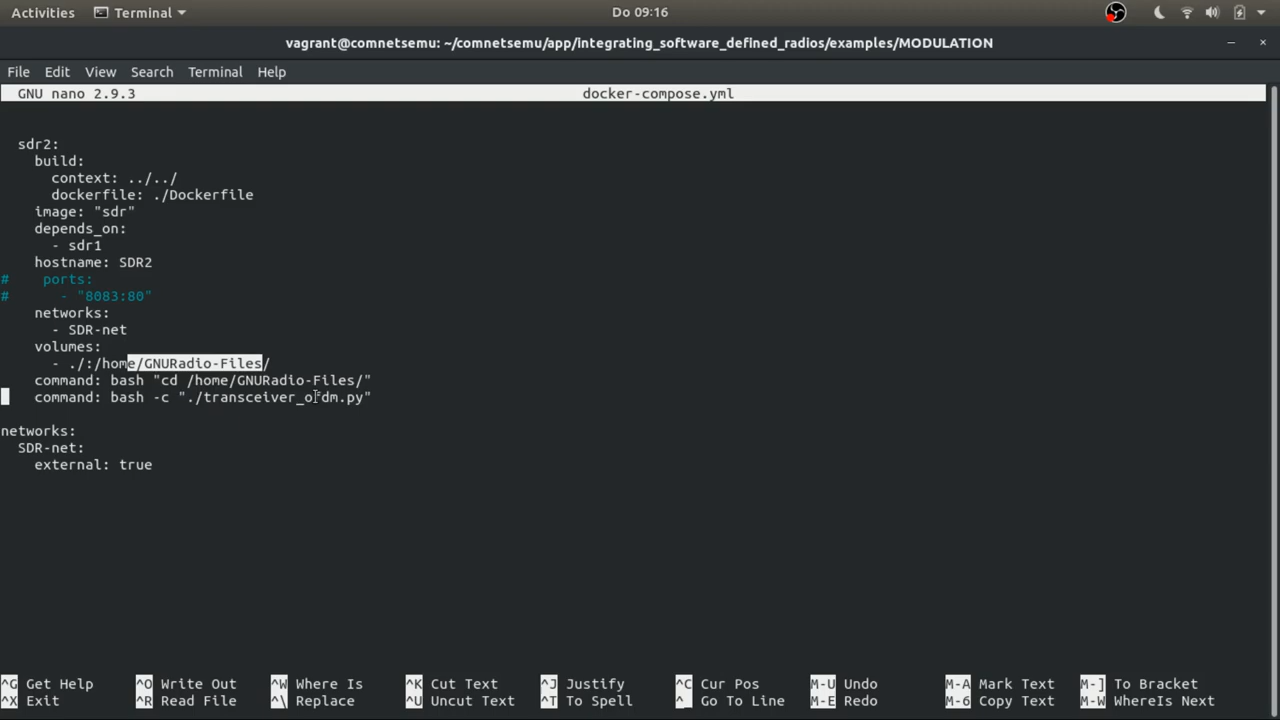 Activities Terminal Do 09:16
vagrant@comnetsemu: ~/comnetsemu/app/integrating_software_defined_radios/examples/MODULATION
File Edit View Search Terminal Help
GNU nano 2.9.3 docker-compose.yml
sdr2:
build:
context: ../../
dockerfile: ./Dockerfile
image: "sdr"
depends_on:
- sdr1
hostname: SDR2
# ports:
# - "8083:80"
networks:
- SDR-net
volumes:
- ./:/home/GNURadio-Files/
command: bash "cd /home/GNURadio-Files/"
command: bash -c "./transceiver_ofdm.py"
networks:
SDR-net:
external: true
^G Get Help ^O Write Out ^W Where Is ^K Cut Text ^J Justify ^C Cur Pos M-U Undo M-A Mark Text M-] To Bracket
^X Exit ^R Read File ^\ Replace ^U Uncut Text ^T To Spell ^_ Go To Line M-E Redo M-6 Copy Text M-W WhereIs Next